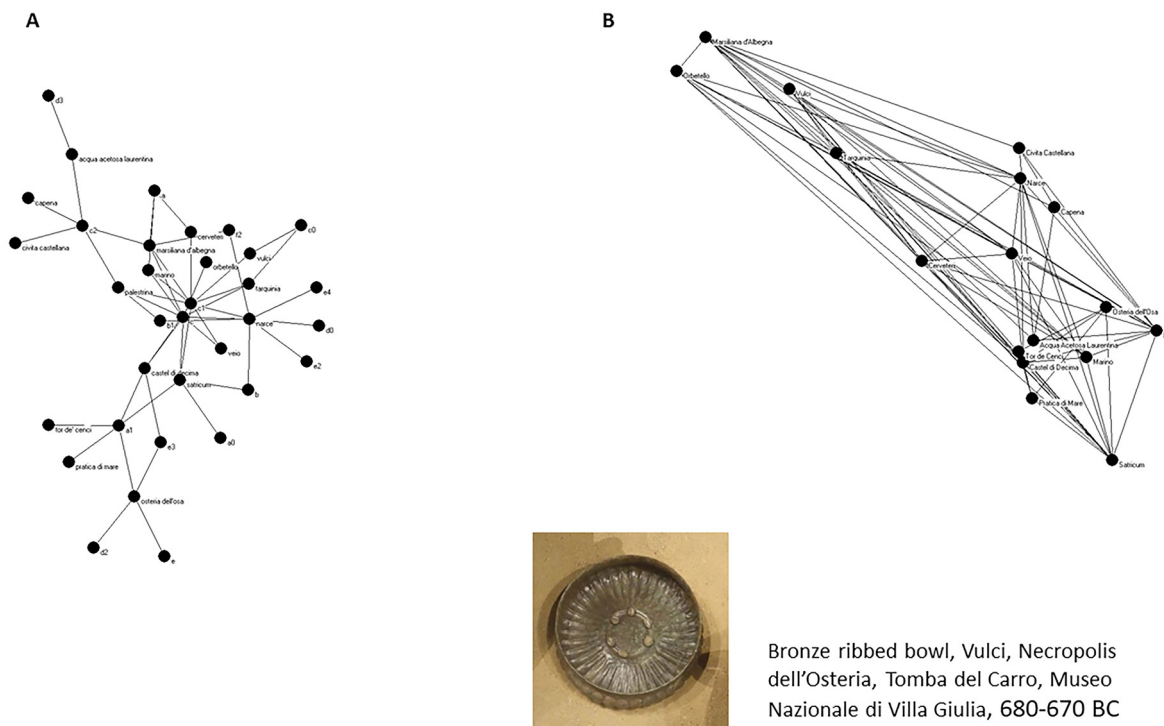 A
B
d3
acqua acetosa laurentina
capena
c2
civita castellana
a
cerveteri
f2
c0
marsiliana d'albegna
vulci
marino
orbetello
tarquinia
palestrina
e4
c1
b1
c
narce
d0
veio
e2
castel di decima
satricum
b
tor de' cenci
a1
a0
e3
pratica di mare
osteria dell'osa
d2
e
Marsiliana d'Albegna
Orbetello
Vulci
Tarquinia
Civita Castellana
Narce
Capena
Veio
Cerveteri
Osteria dell'Osa
Acqua Acetosa Laurentina
Tor de Cenci
Marino
Castel di Decima
Pratica di Mare
Satricum
Bronze ribbed bowl, Vulci, Necropolis
dell'Osteria, Tomba del Carro, Museo
Nazionale di Villa Giulia, 680-670 BC